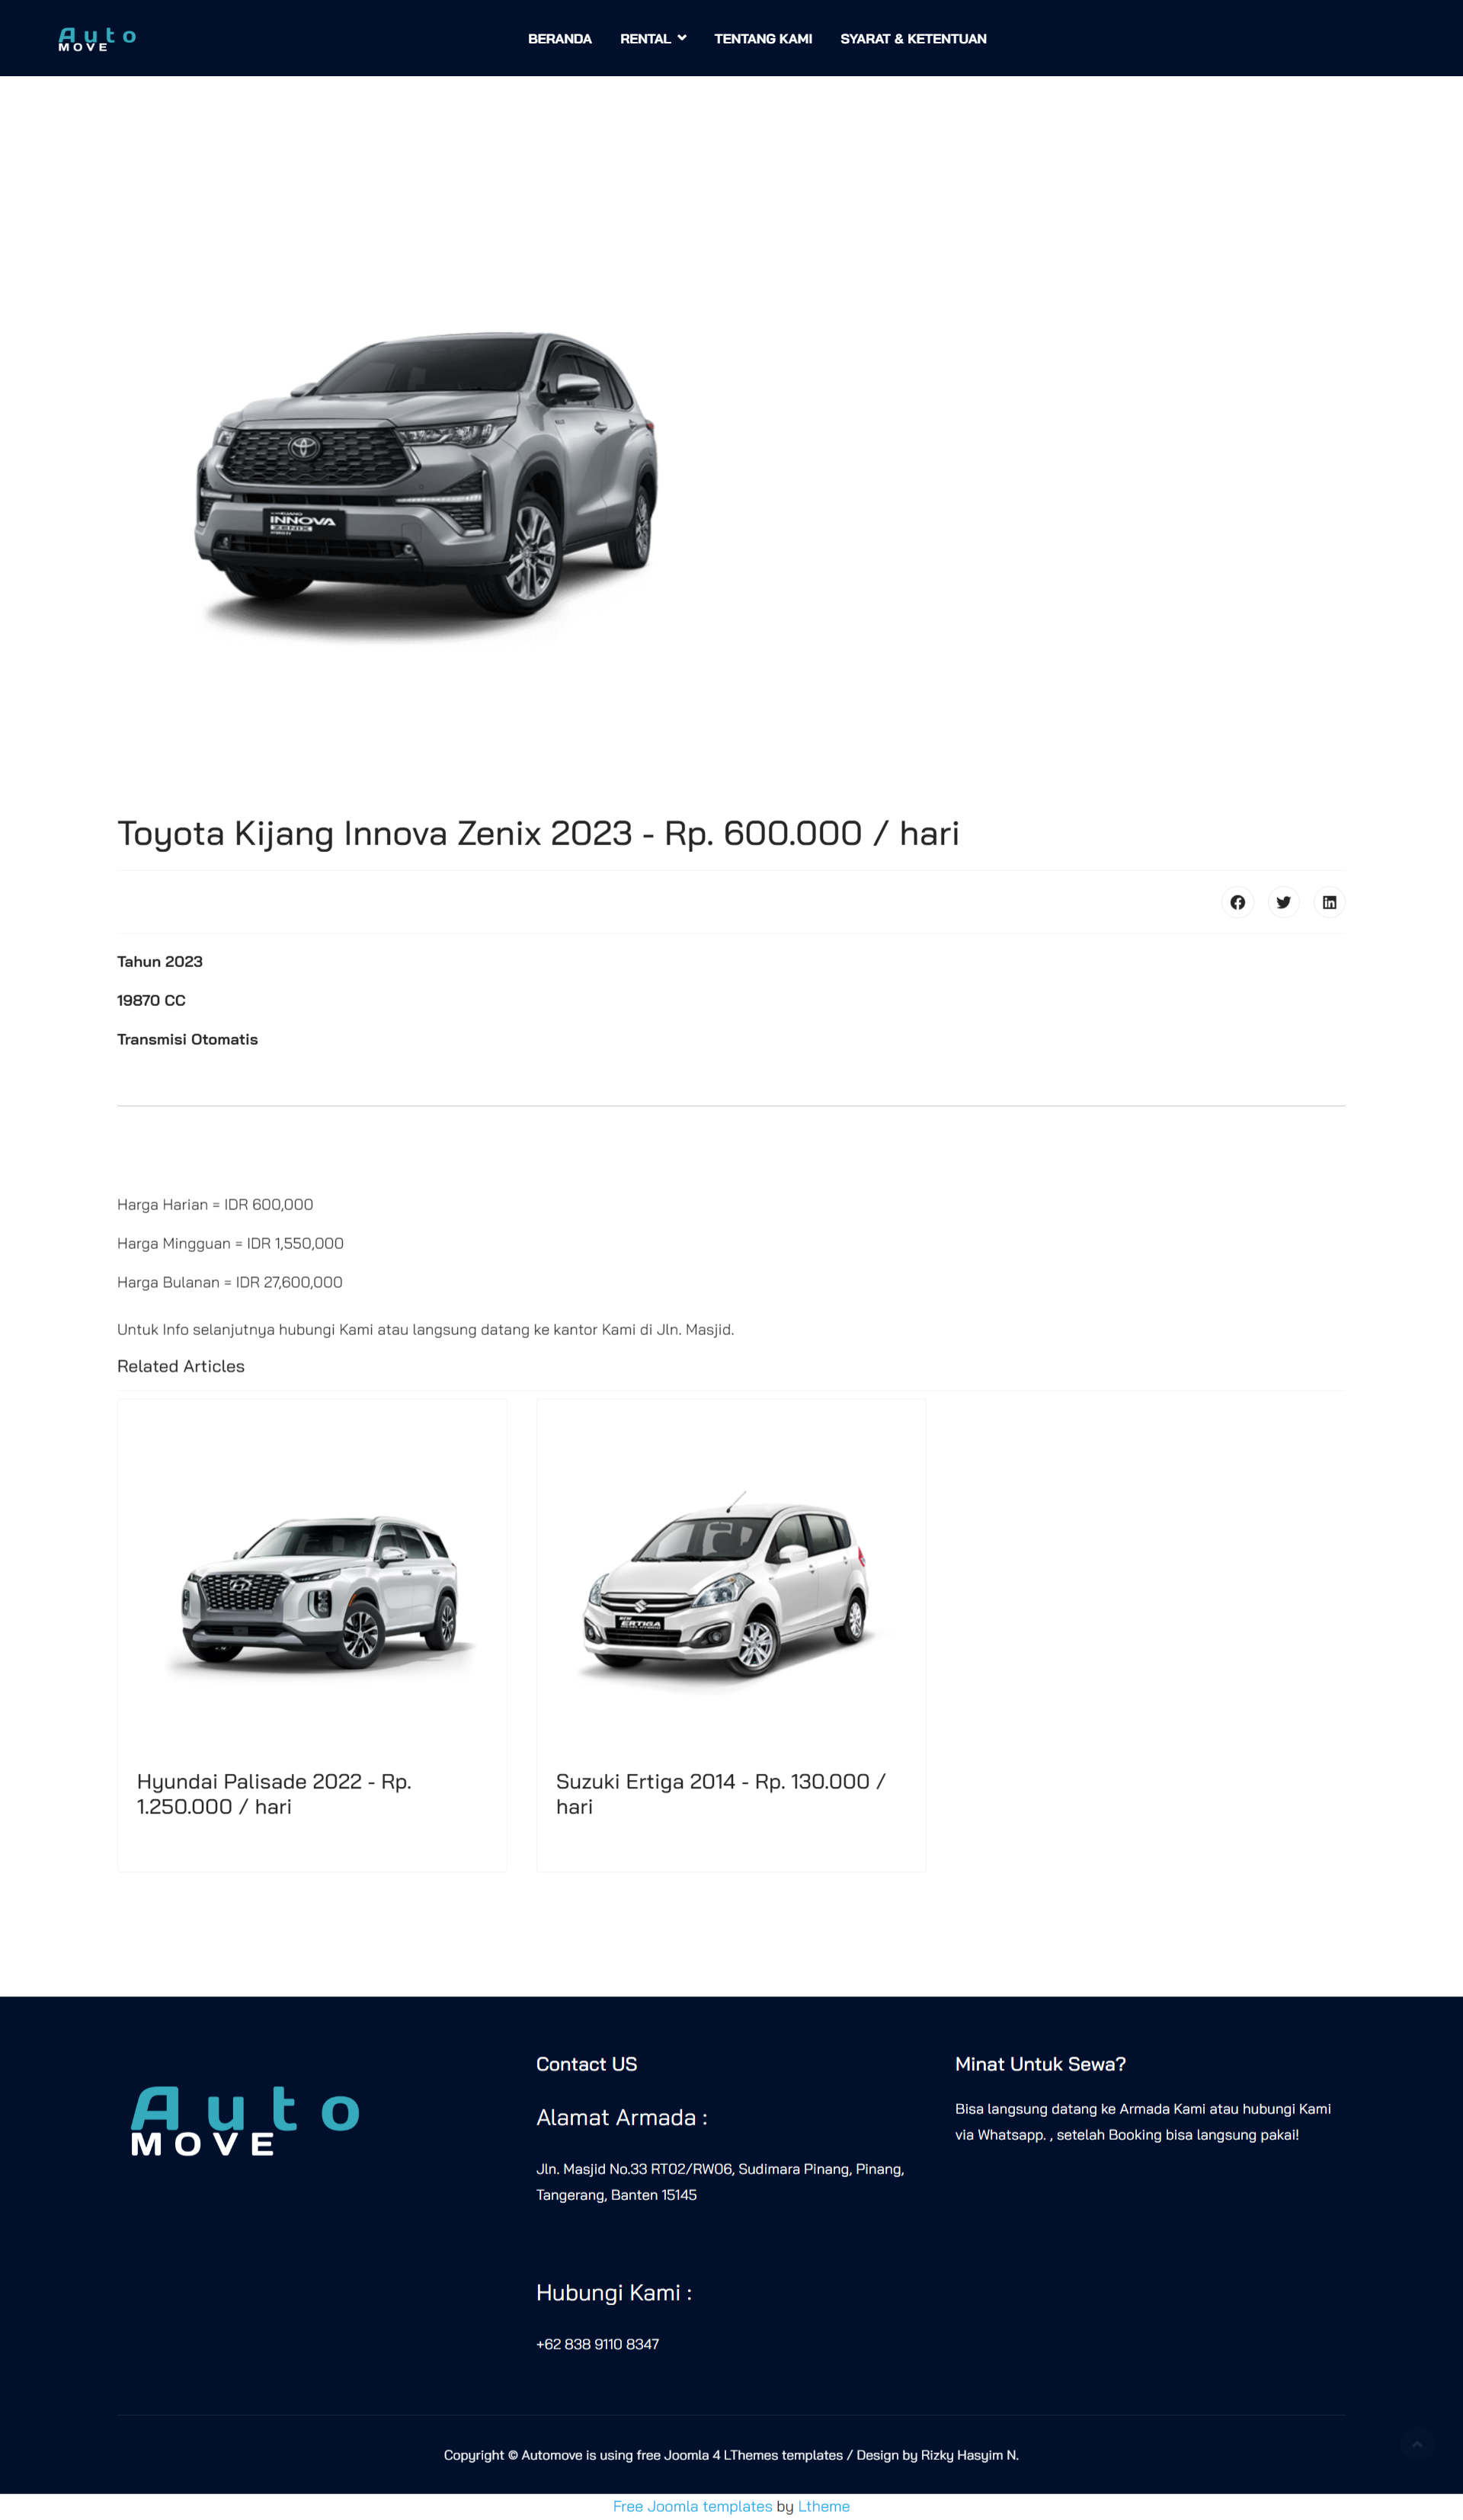 Auto
MOVE
BERANDA
RENTAL
TENTANG KAMI
SYARAT & KETENTUAN
INNOVA
ZENIX
Toyota Kijang Innova Zenix 2023 - Rp. 600.000 / hari
Tahun 2023
19870 CC
Transmisi Otomatis
Harga Harian = IDR 600,000
Harga Mingguan = IDR 1,550,000
Harga Bulanan = IDR 27,600,000
Untuk Info selanjutnya hubungi Kami atau langsung datang ke kantor Kami di Jln. Masjid.
Related Articles
ERTIGA
Hyundai Palisade 2022 - Rp.
1.250.000 / hari
Suzuki Ertiga 2014 - Rp. 130.000 /
hari
Auto
MOVE
Contact US
Alamat Armada :
Jln. Masjid No.33 RT02/RW06, Sudimara Pinang, Pinang,
Tangerang, Banten 15145
Hubungi Kami :
+62 838 9110 8347
Minat Untuk Sewa?
Bisa langsung datang ke Armada Kami atau hubungi Kami
via Whatsapp. , setelah Booking bisa langsung pakai!
Copyright © Automove is using free Joomla 4 LThemes templates / Design by Rizky Hasyim N.
Free Joomla templates by Ltheme